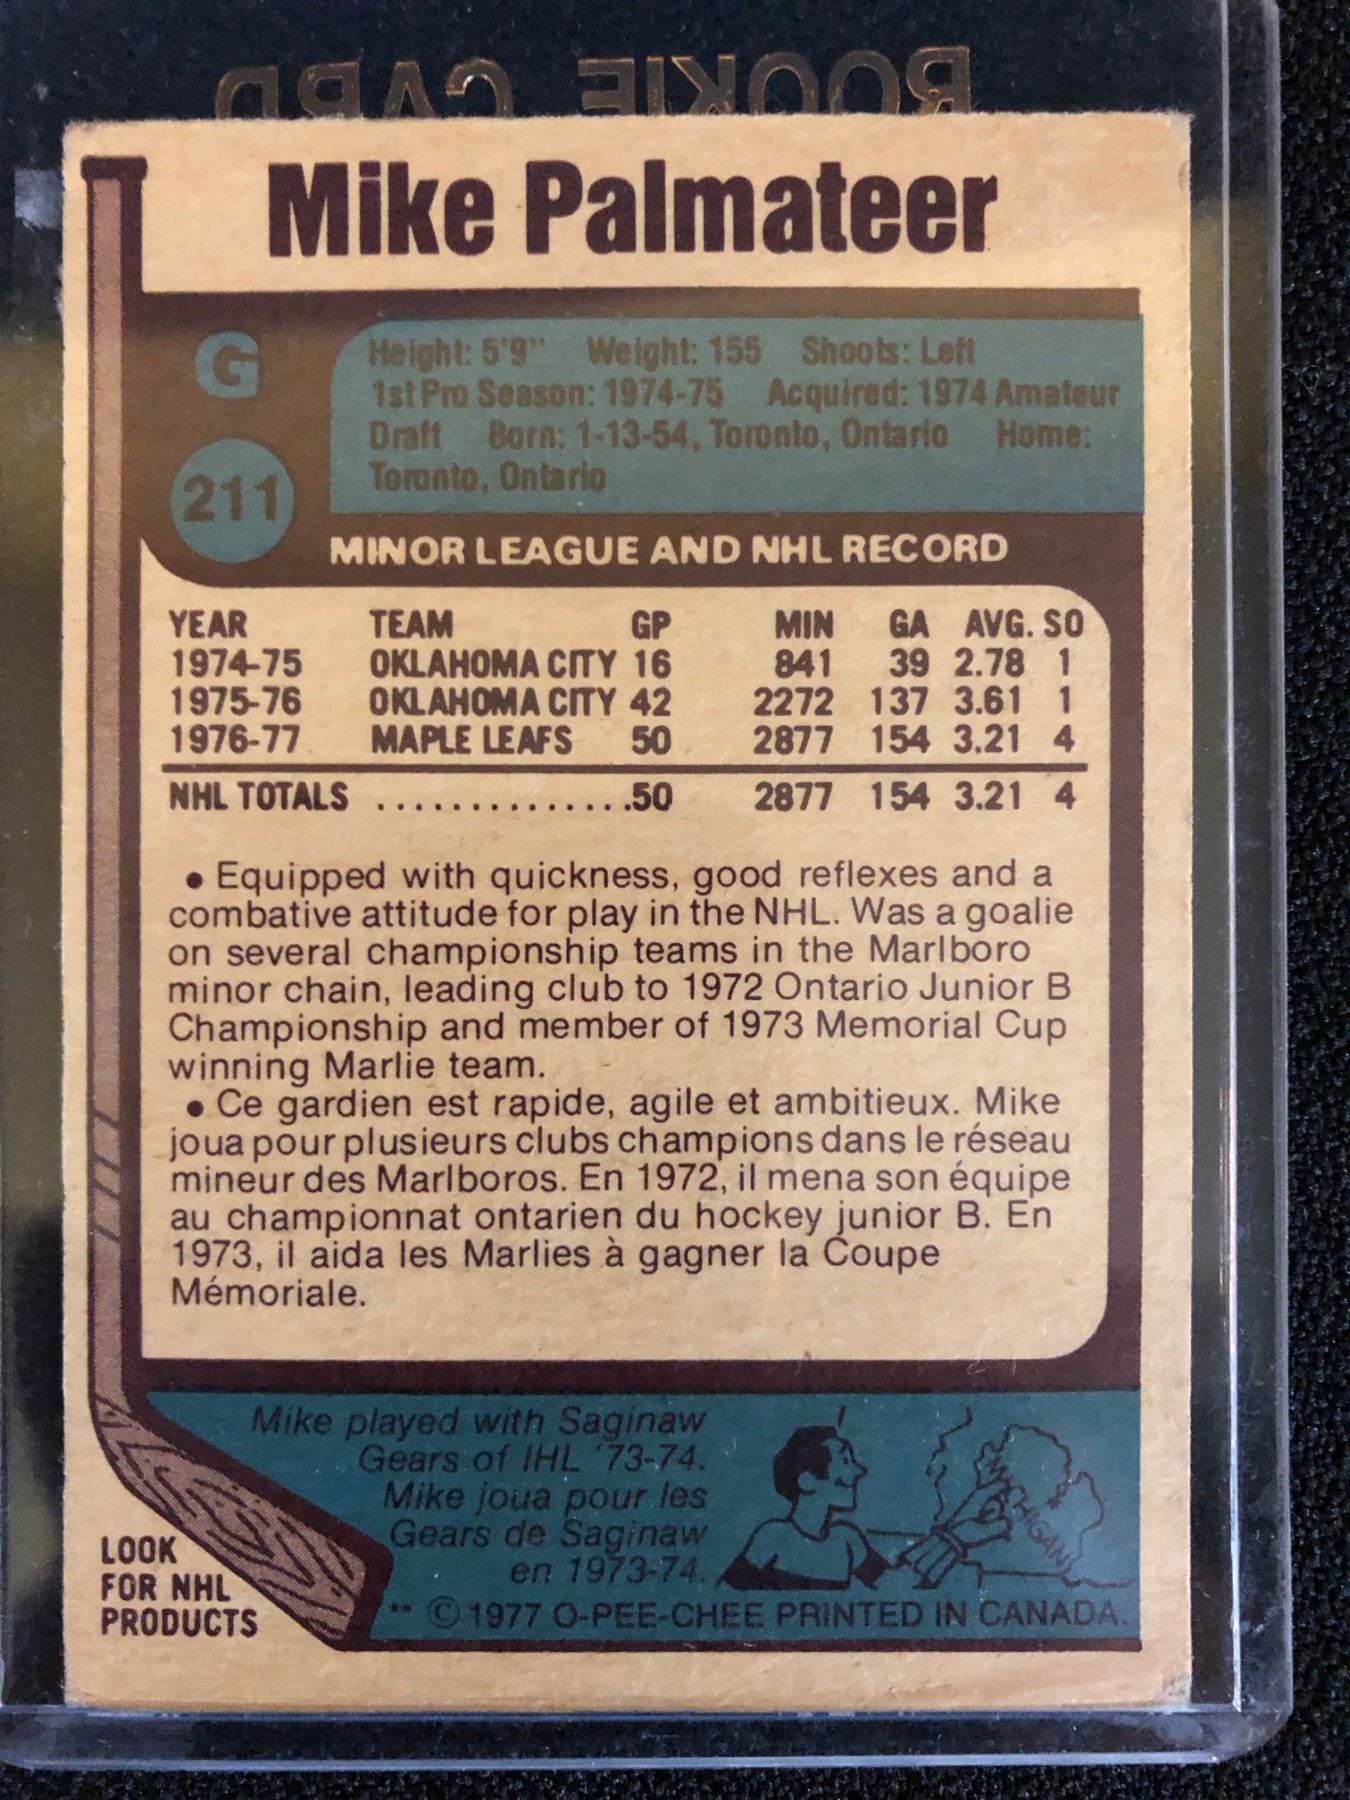 ROOKIE CARD
Mike Palmateer
G
Height: 5'9" Weight: 155 Shoots: Left
1st Pro Season: 1974-75 Acquired: 1974 Amateur
Draft Born: 1-13-54, Toronto, Ontario Home:
Toronto, Ontario
211
MINOR LEAGUE AND NHL RECORD
YEAR TEAM GP MIN GA AVG. SO
1974-75 OKLAHOMA CITY 16 841 39 2.78 1
1975-76 OKLAHOMA CITY 42 2272 137 3.61 1
1976-77 MAPLE LEAFS 50 2877 154 3.21 4
NHL TOTALS ..............50 2877 154 3.21 4
• Equipped with quickness, good reflexes and a
combative attitude for play in the NHL. Was a goalie
on several championship teams in the Marlboro
minor chain, leading club to 1972 Ontario Junior B
Championship and member of 1973 Memorial Cup
winning Marlie team.
• Ce gardien est rapide, agile et ambitieux. Mike
joua pour plusieurs clubs champions dans le réseau
mineur des Marlboros. En 1972, il mena son équipe
au championnat ontarien du hockey junior B. En
1973, il aida les Marlies à gagner la Coupe
Mémoriale.
Mike played with Saginaw
Gears of IHL '73-74.
Mike joua pour les
Gears de Saginaw
en 1973-74.
MICHIGAN
LOOK
FOR NHL
PRODUCTS
** © 1977 O-PEE-CHEE PRINTED IN CANADA.